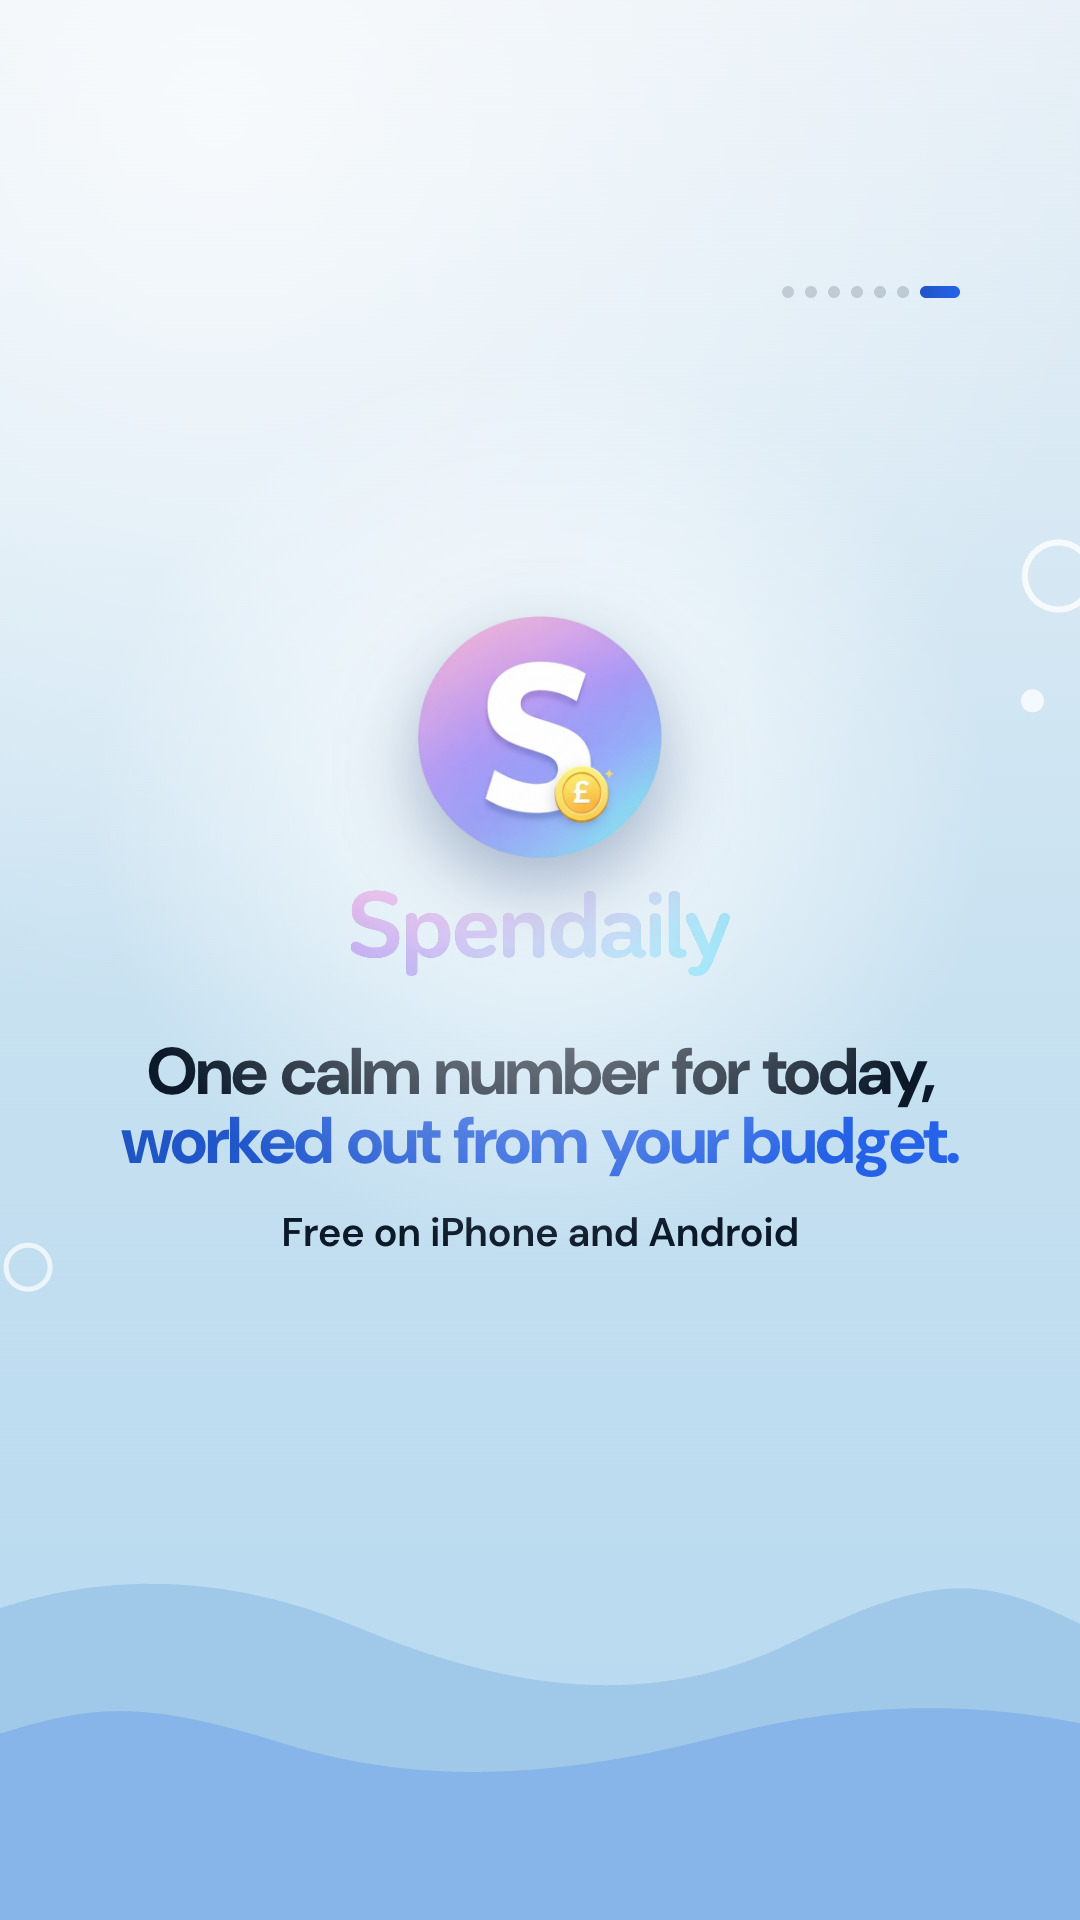 S
£
Spendaily
One calm number for today,
worked out from your budget.
Free on iPhone and Android